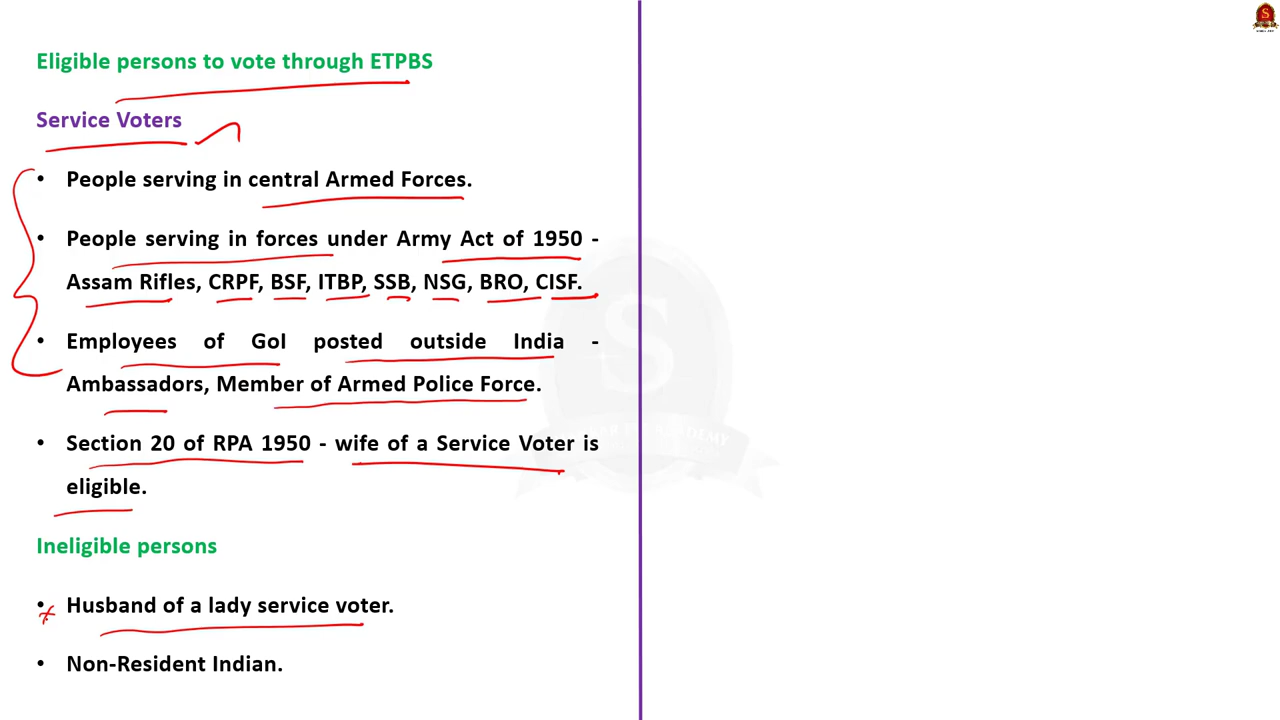 Eligible persons to vote through ETPBS
Service Voters
• People serving in central Armed Forces.
• People serving in forces under Army Act of 1950 -
Assam Rifles, CRPF, BSF, ITBP, SSB, NSG, BRO, CISF.
• Employees of GoI posted outside India -
Ambassadors, Member of Armed Police Force.
• Section 20 of RPA 1950 - wife of a Service Voter is
eligible.
Ineligible persons
• Husband of a lady service voter.
• Non-Resident Indian.